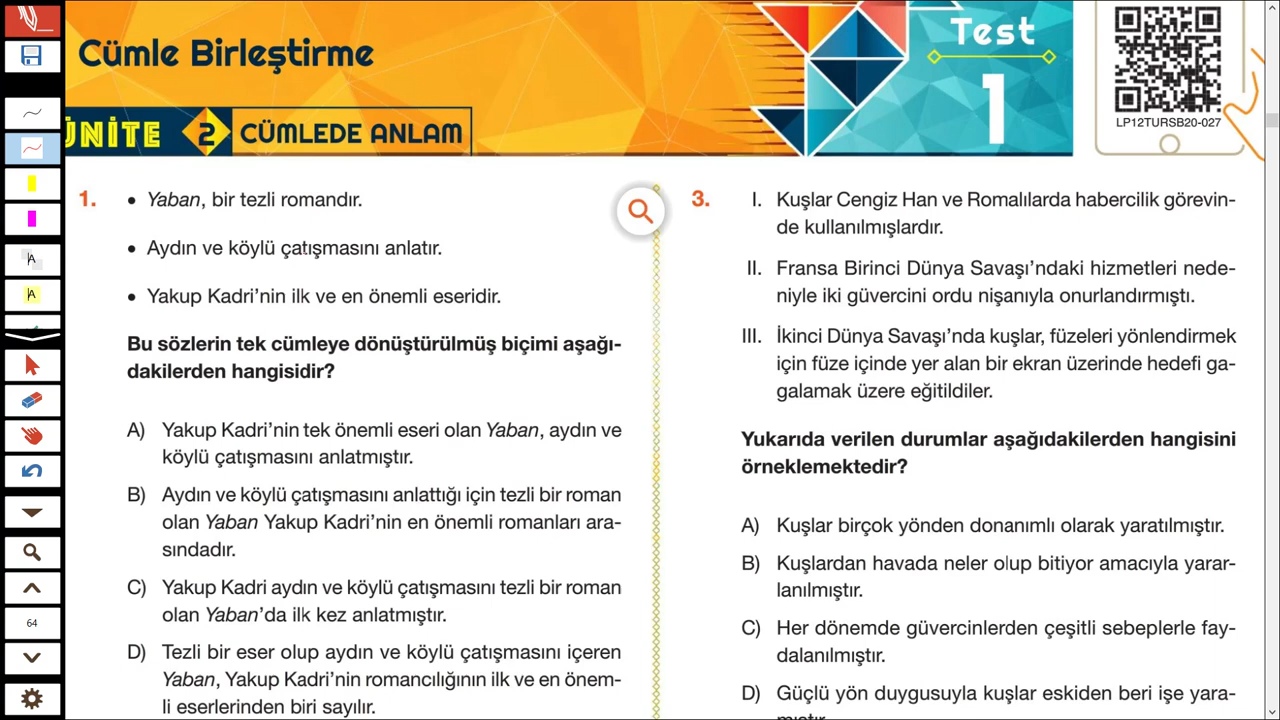 Cümle Birleştirme
Test
1
ÜNİTE 2 CÜMLEDE ANLAM
LP12TURSB20-027
1.
• Yaban, bir tezli romandır.
• Aydın ve köylü çatışmasını anlatır.
• Yakup Kadri’nin ilk ve en önemli eseridir.
Bu sözlerin tek cümleye dönüştürülmüş biçimi aşağı-
dakilerden hangisidir?
A) Yakup Kadri’nin tek önemli eseri olan Yaban, aydın ve
köylü çatışmasını anlatmıştır.
B) Aydın ve köylü çatışmasını anlattığı için tezli bir roman
olan Yaban Yakup Kadri’nin en önemli romanları ara-
sındadır.
C) Yakup Kadri aydın ve köylü çatışmasını tezli bir roman
olan Yaban’da ilk kez anlatmıştır.
D) Tezli bir eser olup aydın ve köylü çatışmasını içeren
Yaban, Yakup Kadri’nin romancılığının ilk ve en önem-
li eserlerinden biri sayılır.
3.
I. Kuşlar Cengiz Han ve Romalılarda habercilik görevin-
de kullanılmışlardır.
II. Fransa Birinci Dünya Savaşı’ndaki hizmetleri nede-
niyle iki güvercini ordu nişanıyla onurlandırmıştı.
III. İkinci Dünya Savaşı’nda kuşlar, füzeleri yönlendirmek
için füze içinde yer alan bir ekran üzerinde hedefi ga-
galamak üzere eğitildiler.
Yukarıda verilen durumlar aşağıdakilerden hangisini
örneklemektedir?
A) Kuşlar birçok yönden donanımlı olarak yaratılmıştır.
B) Kuşlardan havada neler olup bitiyor amacıyla yarar-
lanılmıştır.
C) Her dönemde güvercinlerden çeşitli sebeplerle fay-
dalanılmıştır.
D) Güçlü yön duygusuyla kuşlar eskiden beri işe yara-
mıştır.
A
A
64